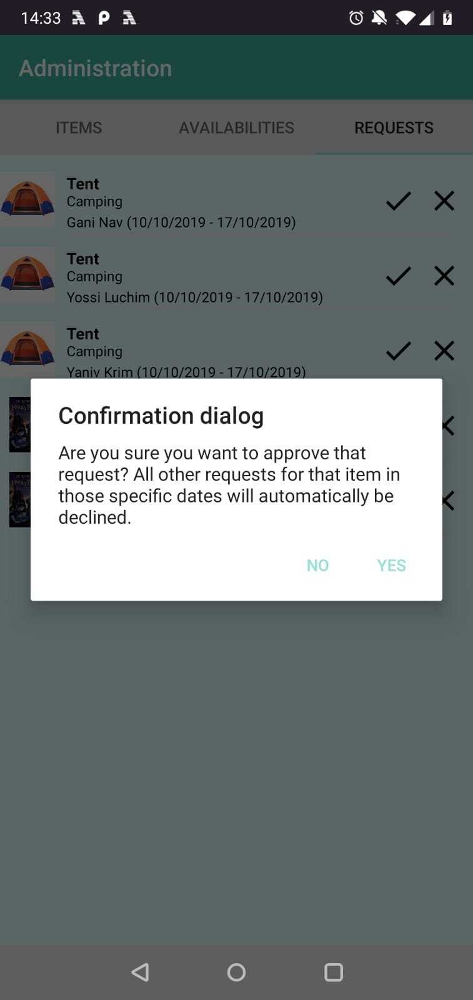 14:33
Administration
ITEMS AVAILABILITIES REQUESTS
Tent
Camping
Gani Nav (10/10/2019 - 17/10/2019)
Tent
Camping
Yossi Luchim (10/10/2019 - 17/10/2019)
Tent
Camping
Yaniv Krim (10/10/2019 - 17/10/2019)
Confirmation dialog
Are you sure you want to approve that
request? All other requests for that item in
those specific dates will automatically be
declined.
NO YES